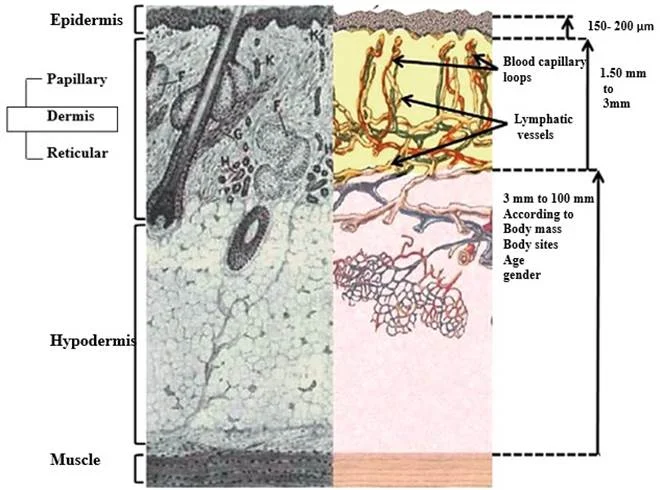 Epidermis
Papillary
Dermis
Reticular
Hypodermis
Muscle
K
K
F
F
G
H
H
Blood capillary
loops
Lymphatic
vessels
150- 200 µm
1.50 mm
to
3mm
3 mm to 100 mm
According to
Body mass
Body sites
Age
gender